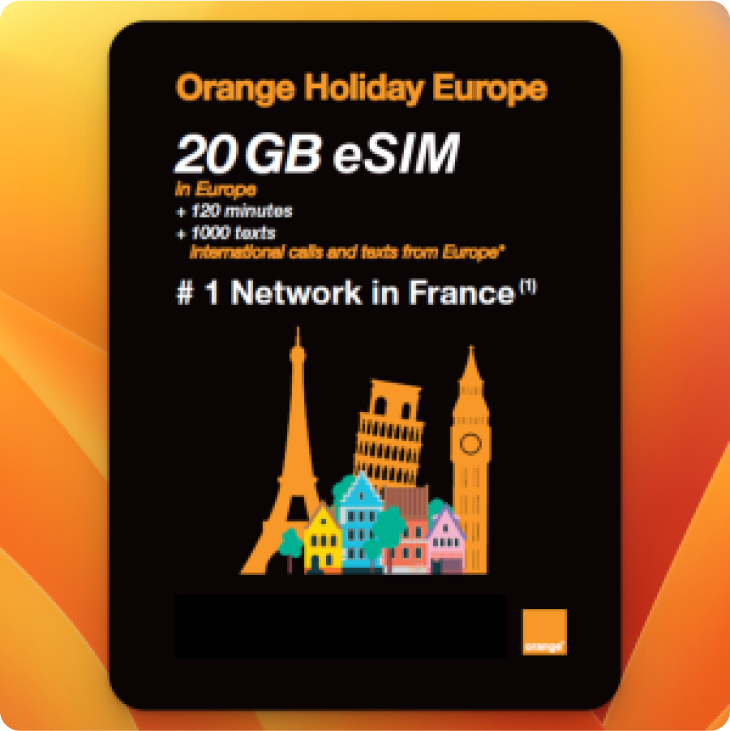 Orange Holiday Europe
20 GB eSIM
in Europe
+ 120 minutes
+ 1000 texts
International calls and texts from Europe*
# 1 Network in France (1)
orange